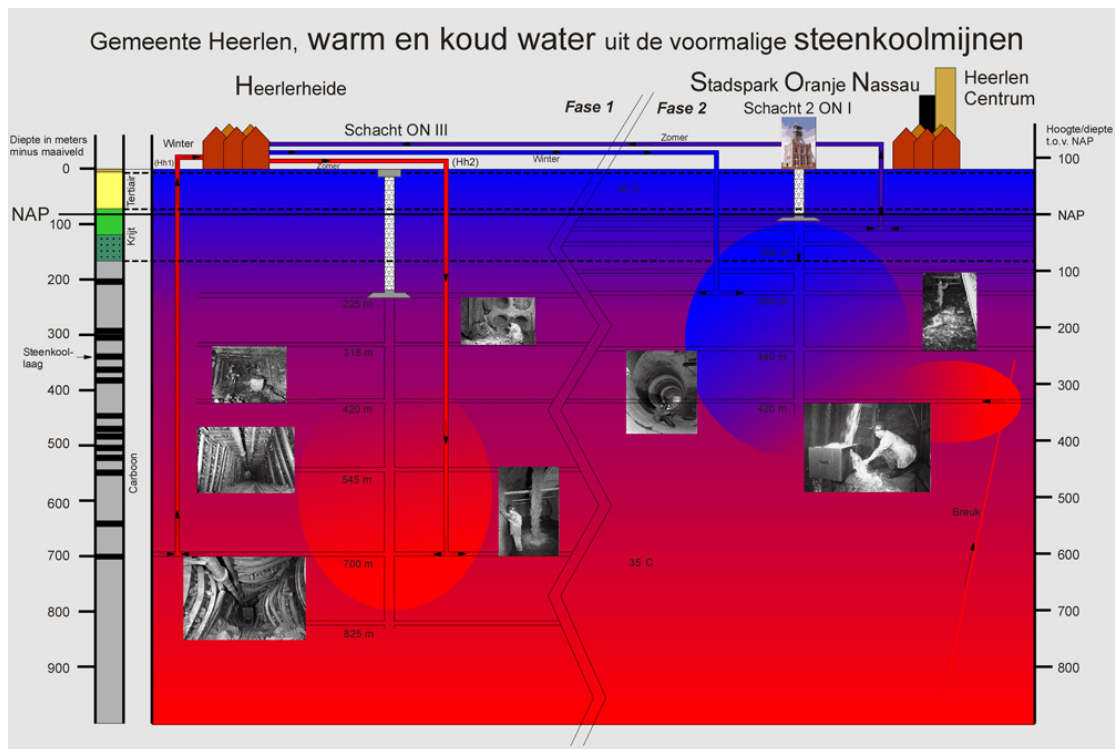 Gemeente Heerlen, warm en koud water uit de voormalige steenkoolmijnen
Heerlerheide
Stadspark Oranje Nassau
Heerlen
Centrum
Fase 1
Fase 2
Schacht 2 ON I
Schacht ON III
Diepte in meters
minus maaiveld
Hoogte/diepte
t.o.v. NAP
Winter
Zomer
(Hh1)
Zomer
(Hh2)
Winter
0
NAP
100
200
300
Steenkool-
laag
400
500
600
700
800
900
Tertiair
Krijt
Carboon
225 m
318 m
420 m
545 m
700 m
825 m
420 m
35 C
Breuk
100
NAP
100
200
300
400
500
600
700
800